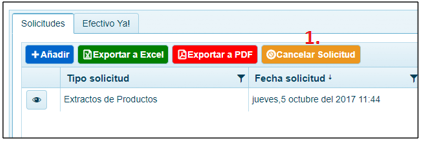 Solicitudes Efectivo Ya!
1.
Añadir Exportar a Excel Exportar a PDF Cancelar Solicitud
Tipo solicitud Fecha solicitud
Extractos de Productos jueves,5 octubre del 2017 11:44